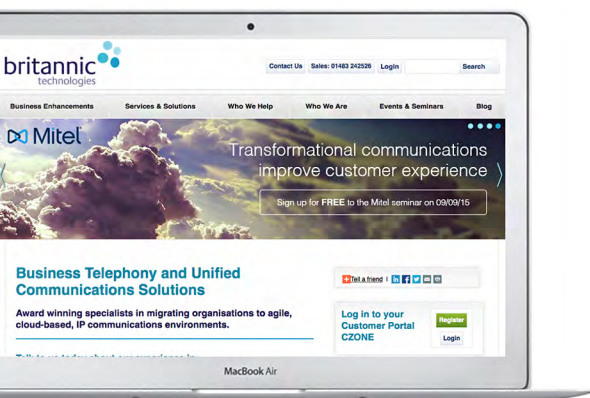 britannic
technologies
Contact Us Sales: 01483 242526 Login Search
Business Enhancements Services & Solutions Who We Help Who We Are Events & Seminars Blog
Mitel
Transformational communications
improve customer experience
Sign up for FREE to the Mitel seminar on 09/09/15
Business Telephony and Unified
Communications Solutions
Award winning specialists in migrating organisations to agile,
cloud-based, IP communications environments.
Tell a friend
Log in to your
Customer Portal
CZONE
Register
Login
MacBook Air